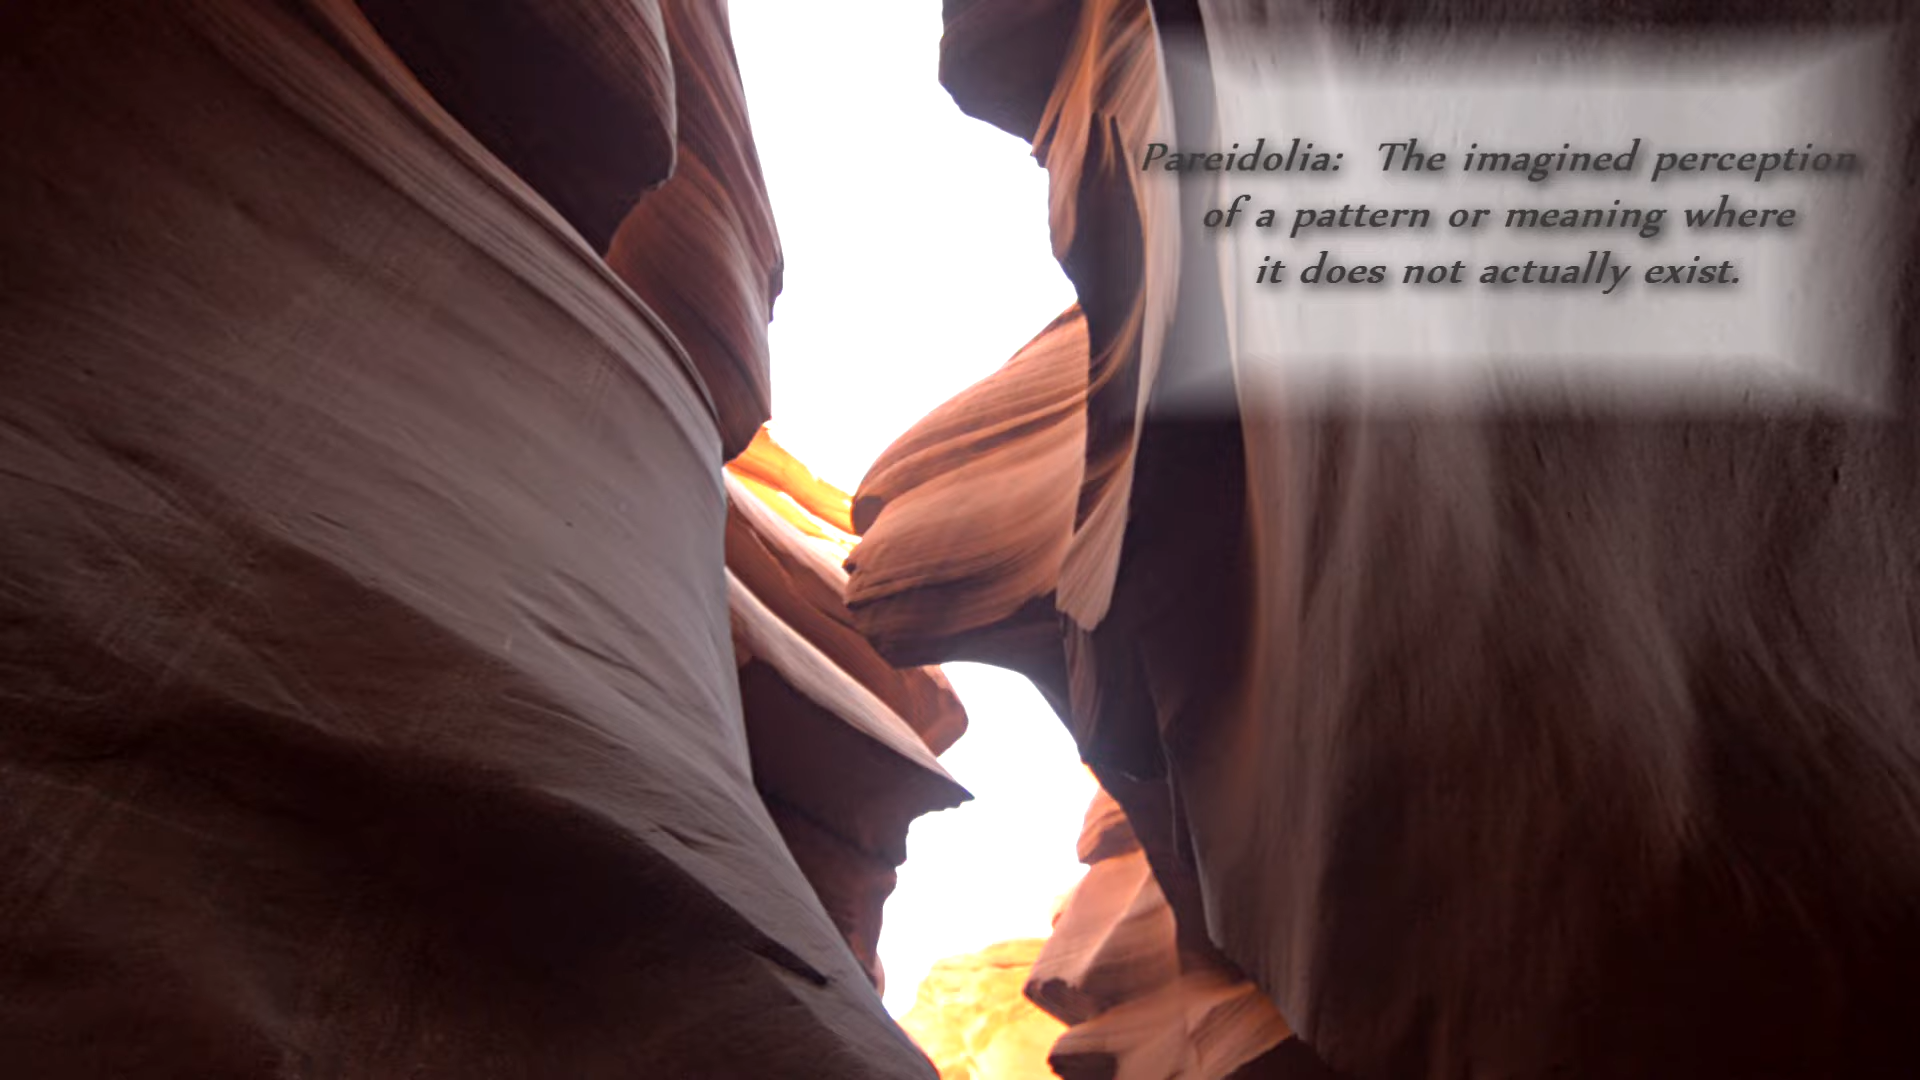 Pareidolia: The imagined perception
of a pattern or meaning where
it does not actually exist.